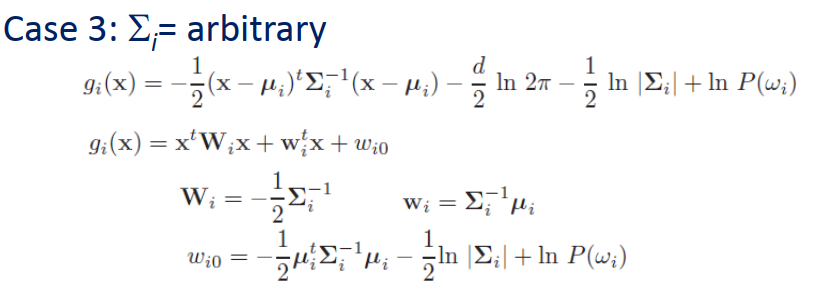 Case 3: Σᵢ= arbitrary
gᵢ(x) = −1/2(x − μᵢ)ᵗΣᵢ⁻¹(x − μᵢ) − d/2 ln 2π − 1/2 ln |Σᵢ| + ln P(ωᵢ)
gᵢ(x) = xᵗWᵢx + wᵢᵗx + wᵢ₀
Wᵢ = −1/2Σᵢ⁻¹ wᵢ = Σᵢ⁻¹μᵢ
wᵢ₀ = −1/2μᵢᵗΣᵢ⁻¹μᵢ − 1/2ln |Σᵢ| + ln P(ωᵢ)